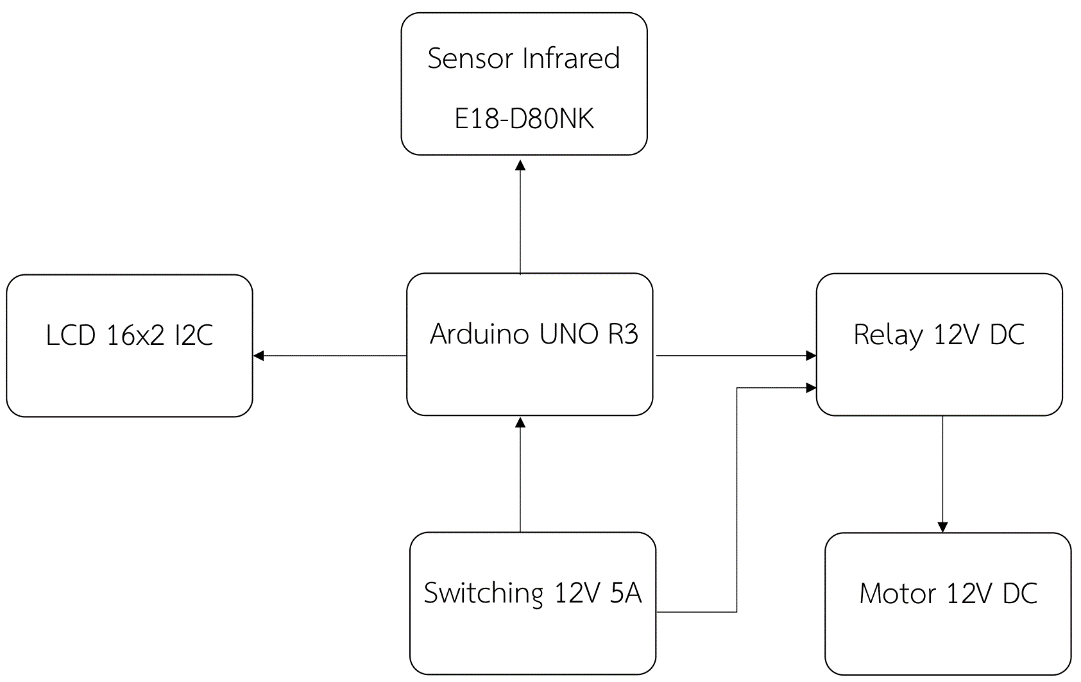 Sensor Infrared
E18-D80NK
LCD 16x2 I2C
Arduino UNO R3
Relay 12V DC
Switching 12V 5A
Motor 12V DC